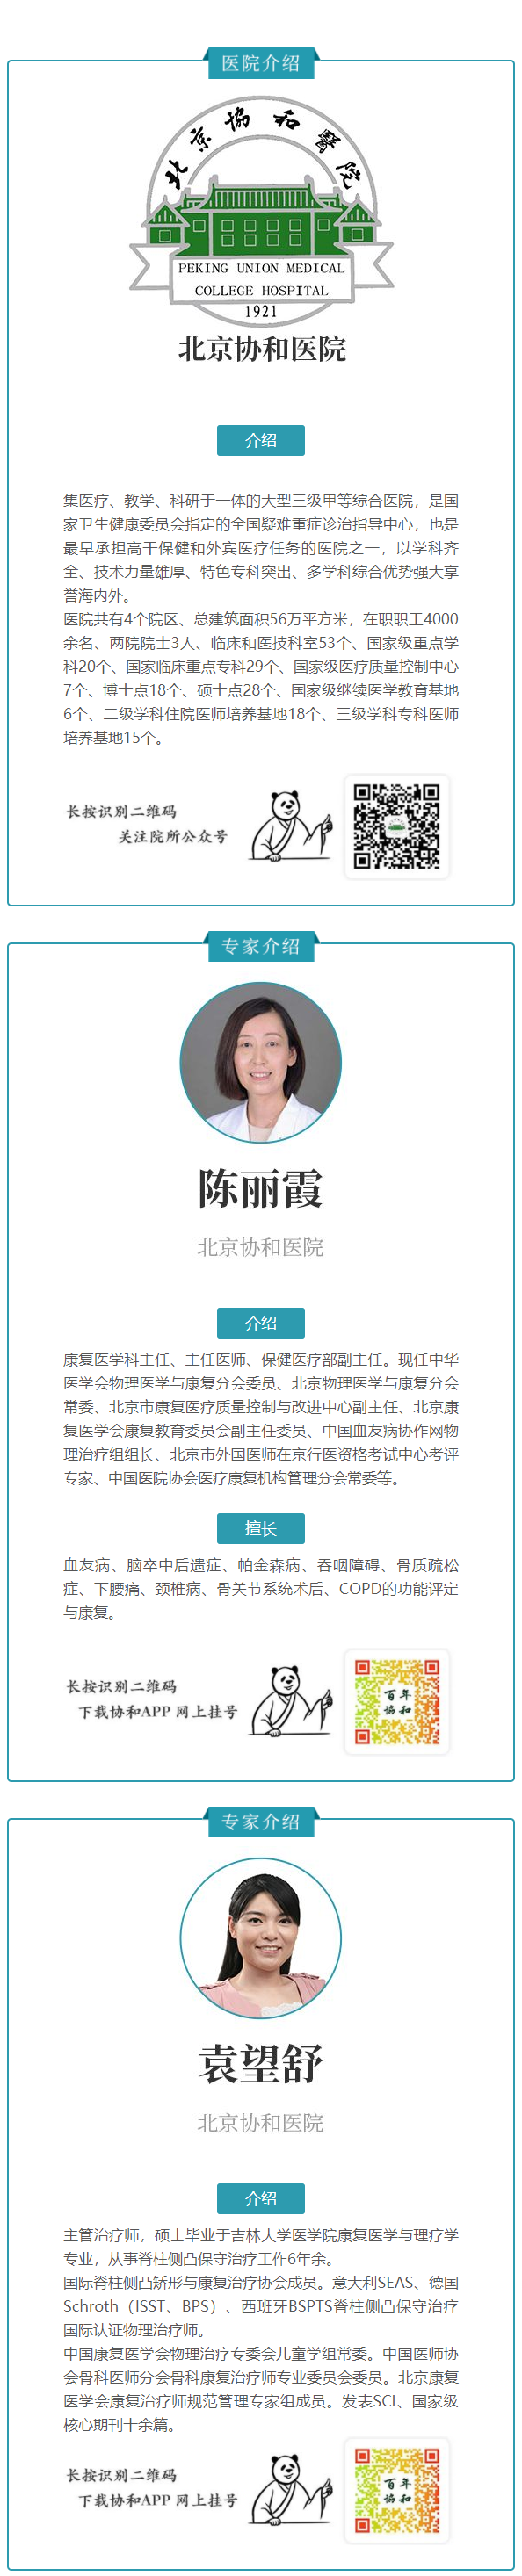 医院介绍
北京協和醫院
PEKING UNION MEDICAL
COLLEGE HOSPITAL
1921
北京协和医院
介绍
集医疗、教学、科研于一体的大型三级甲等综合医院，是国
家卫生健康委员会指定的全国疑难重症诊治指导中心，也是
最早承担高干保健和外宾医疗任务的医院之一，以学科齐
全、技术力量雄厚、特色专科突出、多学科综合优势强大享
誉海内外。
医院共有4个院区、总建筑面积56万平方米，在职职工4000
余名、两院院士3人、临床和医技科室53个、国家级重点学
科20个、国家临床重点专科29个、国家级医疗质量控制中心
7个、博士点18个、硕士点28个、国家级继续医学教育基地
6个、二级学科住院医师培养基地18个、三级学科专科医师
培养基地15个。
长按识别二维码
关注院所公众号
专家介绍
陈丽霞
北京协和医院
介绍
康复医学科主任、主任医师、保健医疗部副主任。现任中华
医学会物理医学与康复分会委员、北京物理医学与康复分会
常委、北京市康复医疗质量控制与改进中心副主任、北京康
复医学会康复教育委员会副主任委员、中国血友病协作网物
理治疗组组长、北京市外国医师在京行医资格考试中心考评
专家、中国医院协会医疗康复机构管理分会常委等。
擅长
血友病、脑卒中后遗症、帕金森病、吞咽障碍、骨质疏松
症、下腰痛、颈椎病、骨关节系统术后、COPD的功能评定
与康复。
长按识别二维码
下载协和APP 网上挂号
百年
協和
专家介绍
袁望舒
北京协和医院
介绍
主管治疗师，硕士毕业于吉林大学医学院康复医学与理疗学
专业，从事脊柱侧凸保守治疗工作6年余。
国际脊柱侧凸矫形与康复治疗协会成员。意大利SEAS、德国
Schroth（ISST、BPS）、西班牙BSPTS脊柱侧凸保守治疗
国际认证物理治疗师。
中国康复医学会物理治疗专委会儿童学组常委。中国医师协
会骨科医师分会骨科康复治疗师专业委员会委员。北京康复
医学会康复治疗师规范管理专家组成员。发表SCI、国家级
核心期刊十余篇。
长按识别二维码
下载协和APP 网上挂号
百年
協和